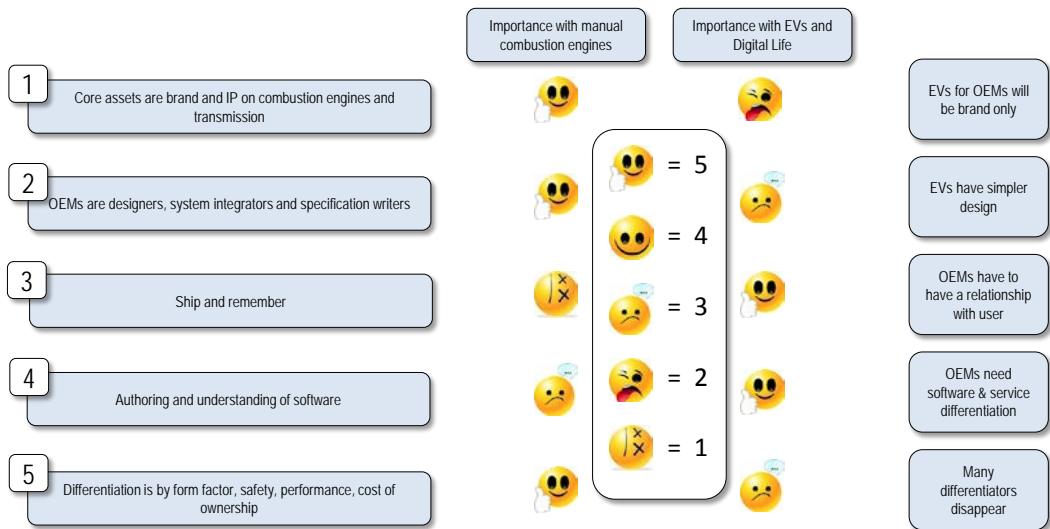 Importance with manual
combustion engines
Importance with EVs and
Digital Life
1
Core assets are brand and IP on combustion engines and
transmission
EVs for OEMs will
be brand only
= 5
2
OEMs are designers, system integrators and specification writers
EVs have simpler
design
= 4
3
Ship and remember
= 3
OEMs have to
have a relationship
with user
4
Authoring and understanding of software
= 2
OEMs need
software & service
differentiation
= 1
5
Differentiation is by form factor, safety, performance, cost of
ownership
Many
differentiators
disappear